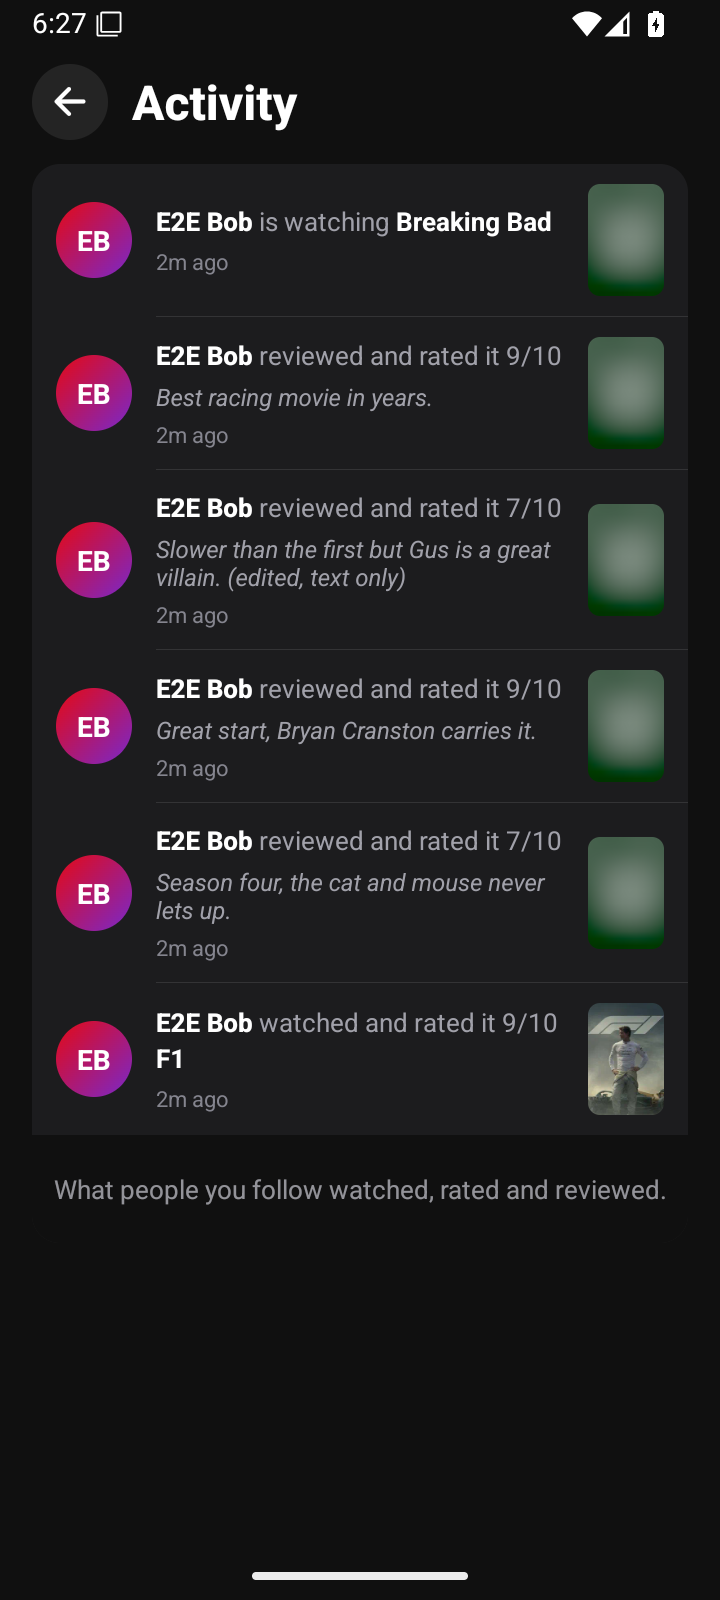 6:27
Activity
EB
E2E Bob is watching Breaking Bad
2m ago
EB
E2E Bob reviewed and rated it 9/10
Best racing movie in years.
2m ago
EB
E2E Bob reviewed and rated it 7/10
Slower than the first but Gus is a great
villain. (edited, text only)
2m ago
EB
E2E Bob reviewed and rated it 9/10
Great start, Bryan Cranston carries it.
2m ago
EB
E2E Bob reviewed and rated it 7/10
Season four, the cat and mouse never
lets up.
2m ago
EB
E2E Bob watched and rated it 9/10
F1
2m ago
F1
What people you follow watched, rated and reviewed.